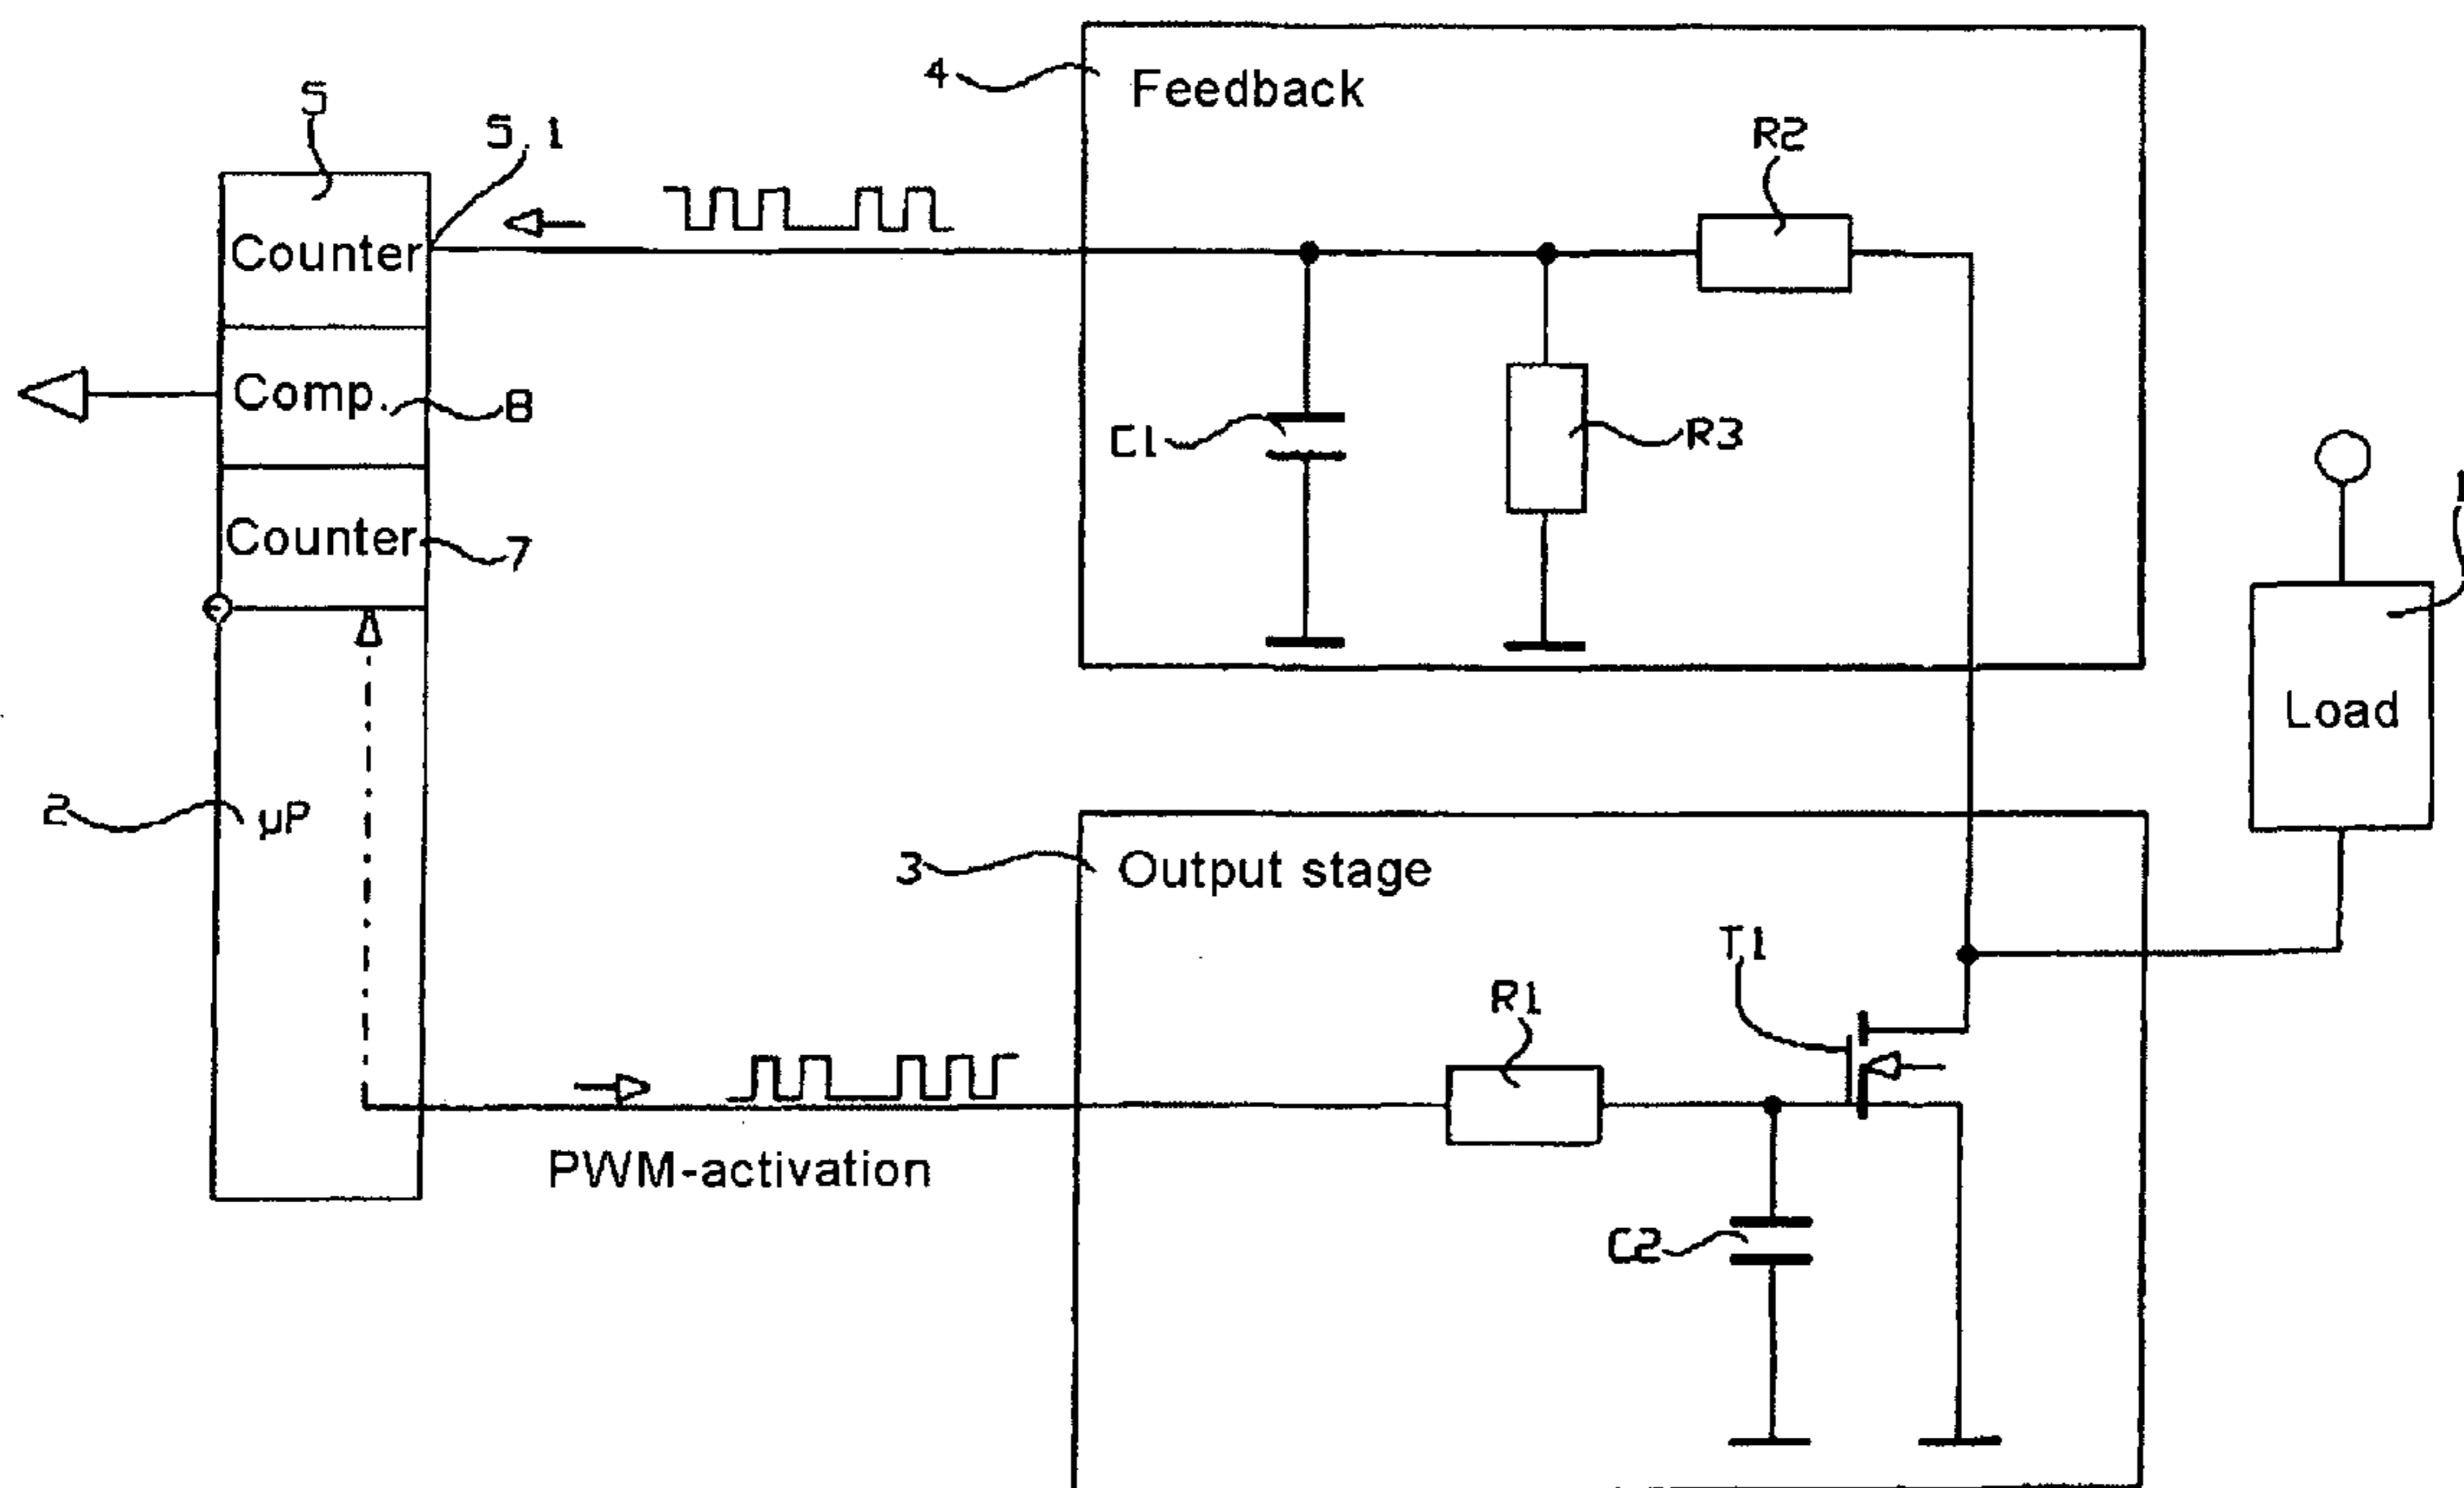 4
Feedback
5
5.1
R2
Counter
Comp.
8
C1
R3
1
Counter
7
Load
2
µP
3
Output stage
T1
R1
PWM-activation
C2